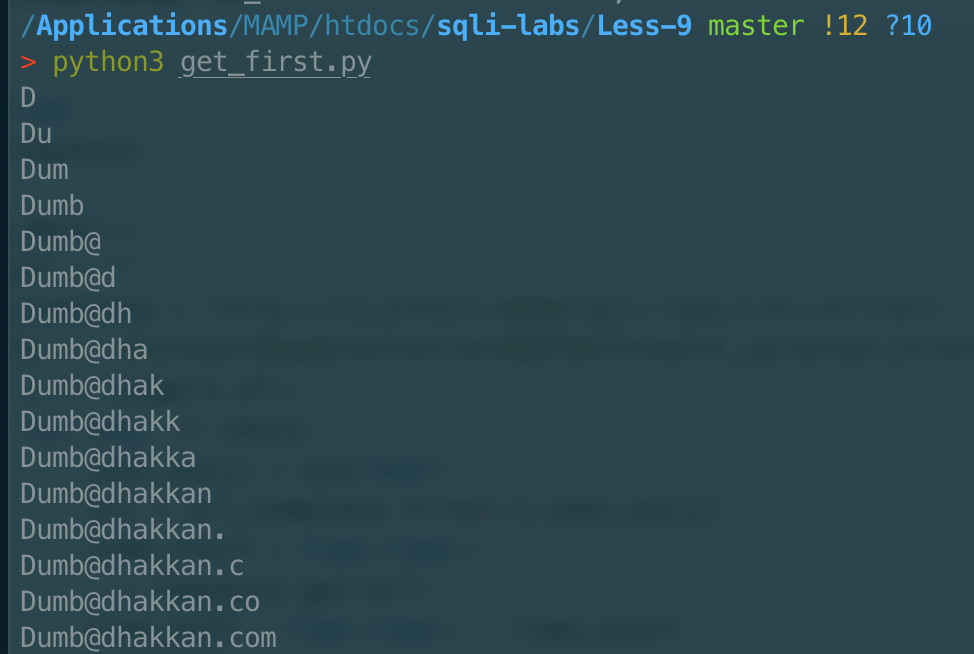 /Applications/MAMP/htdocs/sqli-labs/Less-9 master !12 ?10
> python3 get_first.py
D
Du
Dum
Dumb
Dumb@
Dumb@d
Dumb@dh
Dumb@dha
Dumb@dhak
Dumb@dhakk
Dumb@dhakka
Dumb@dhakkan
Dumb@dhakkan.
Dumb@dhakkan.c
Dumb@dhakkan.co
Dumb@dhakkan.com